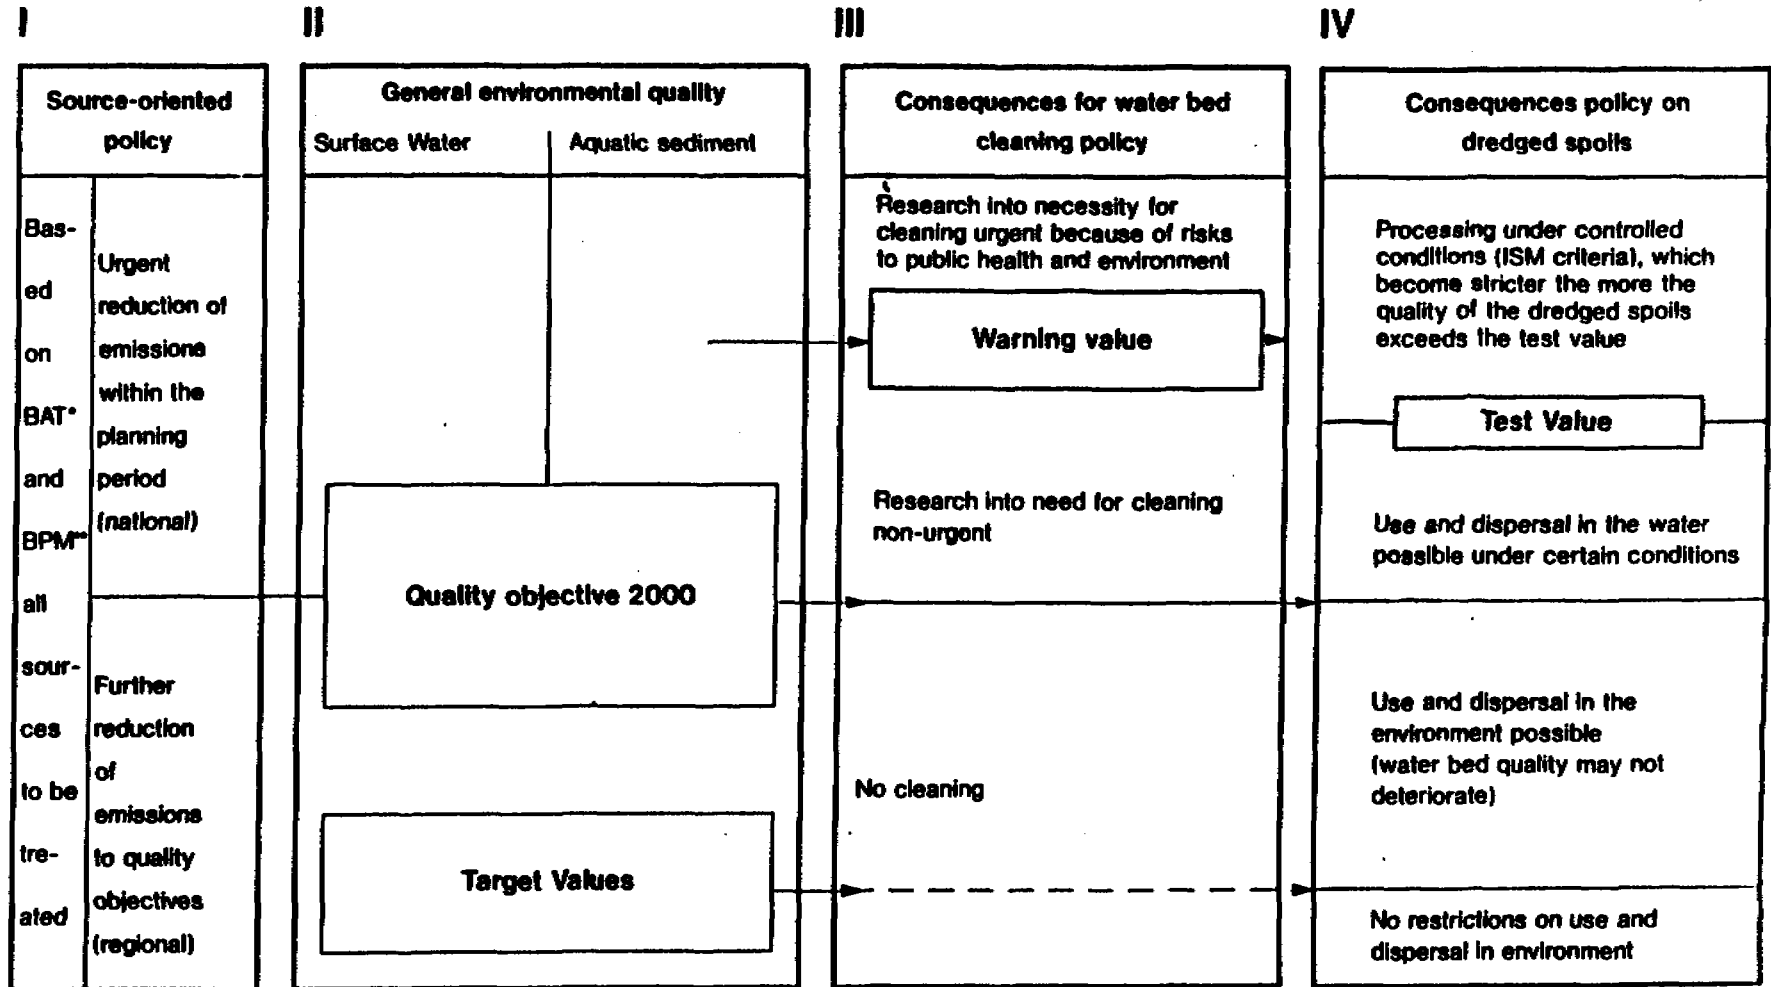 I
II
III
IV
Source-oriented
policy
Bas-
ed
on
BAT*
and
BPM**
all
sour-
ces
to be
tre-
ated
Urgent
reduction of
emissions
within the
planning
period
(national)
Further
reduction
of
emissions
to quality
objectives
(regional)
General environmental quality
Surface Water
Aquatic sediment
Quality objective 2000
Target Values
Consequences for water bed
cleaning policy
Research into necessity for
cleaning urgent because of risks
to public health and environment
Warning value
Research into need for cleaning
non-urgent
No cleaning
Consequences policy on
dredged spoils
Processing under controlled
conditions (ISM criteria), which
become stricter the more the
quality of the dredged spoils
exceeds the test value
Test Value
Use and dispersal in the water
possible under certain conditions
Use and dispersal in the
environment possible
(water bed quality may not
deteriorate)
No restrictions on use and
dispersal in environment